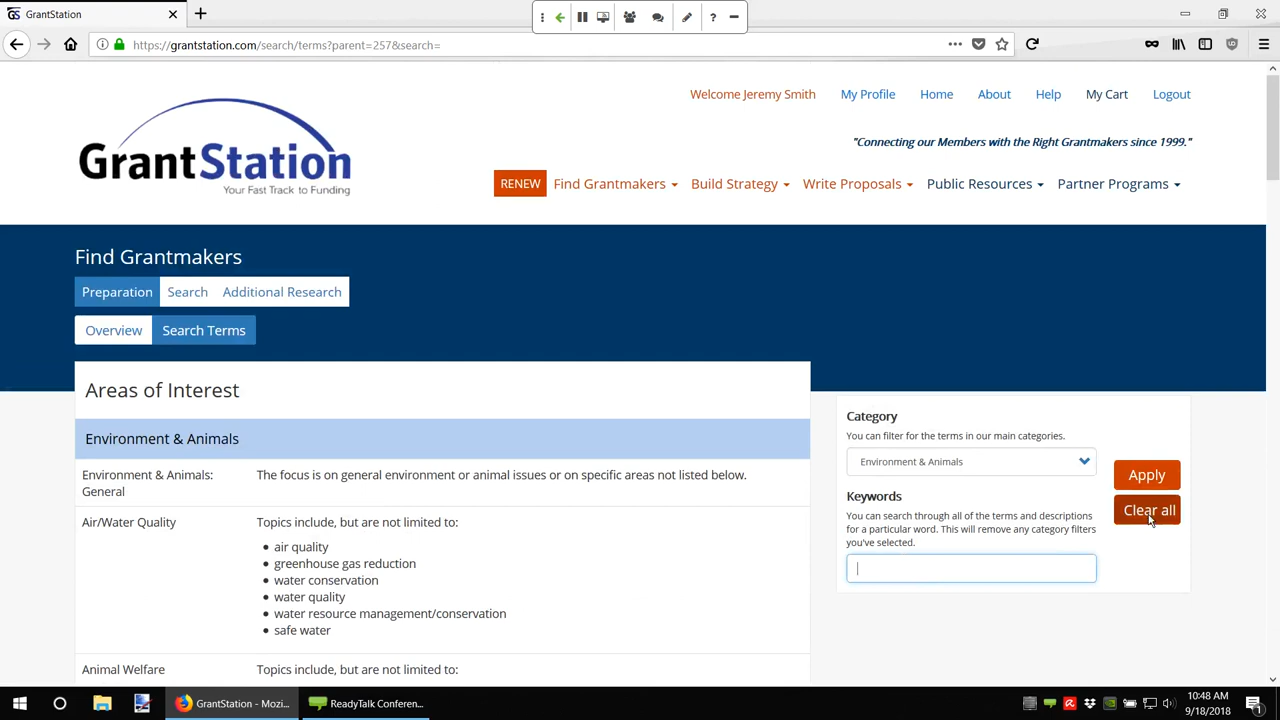 GrantStation
https://grantstation.com/search/terms?parent=257&search=
Welcome Jeremy Smith
My Profile
Home
About
Help
My Cart
Logout
GrantStation
Your Fast Track to Funding
"Connecting our Members with the Right Grantmakers since 1999."
RENEW
Find Grantmakers
Build Strategy
Write Proposals
Public Resources
Partner Programs
Find Grantmakers
Preparation
Search
Additional Research
Overview
Search Terms
Areas of Interest
Environment & Animals
Environment & Animals:
General
The focus is on general environment or animal issues or on specific areas not listed below.
Air/Water Quality
Topics include, but are not limited to:
air quality
greenhouse gas reduction
water conservation
water quality
water resource management/conservation
safe water
Animal Welfare
Topics include, but are not limited to:
Category
You can filter for the terms in our main categories.
Environment & Animals
Apply
Keywords
Clear all
You can search through all of the terms and descriptions
for a particular word. This will remove any category filters
you've selected.
GrantStation - Mozi...
ReadyTalk Conferen...
10:48 AM
9/18/2018